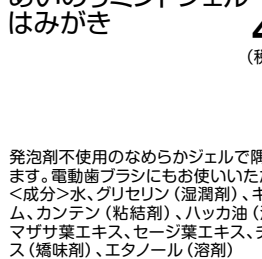 はみがき
発泡剤不使用のなめらかジェルで隅
ます。電動歯ブラシにもお使いいた
<成分>水、グリセリン（湿潤剤）、キ
ム、カンテン（粘結剤）、ハッカ油（
マザサ葉エキス、セージ葉エキス、
ス（矯味剤）、エタノール（溶剤）